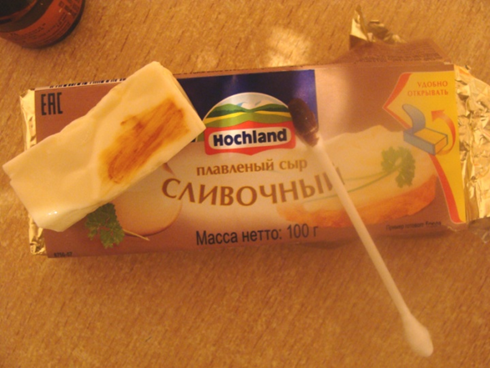 EAC
Hochland
УДОБНО
ОТКРЫВАТЬ
ПЛАВЛЕНЫЙ СЫР
СЛИВОЧНЫЙ
Масса нетто: 100 г